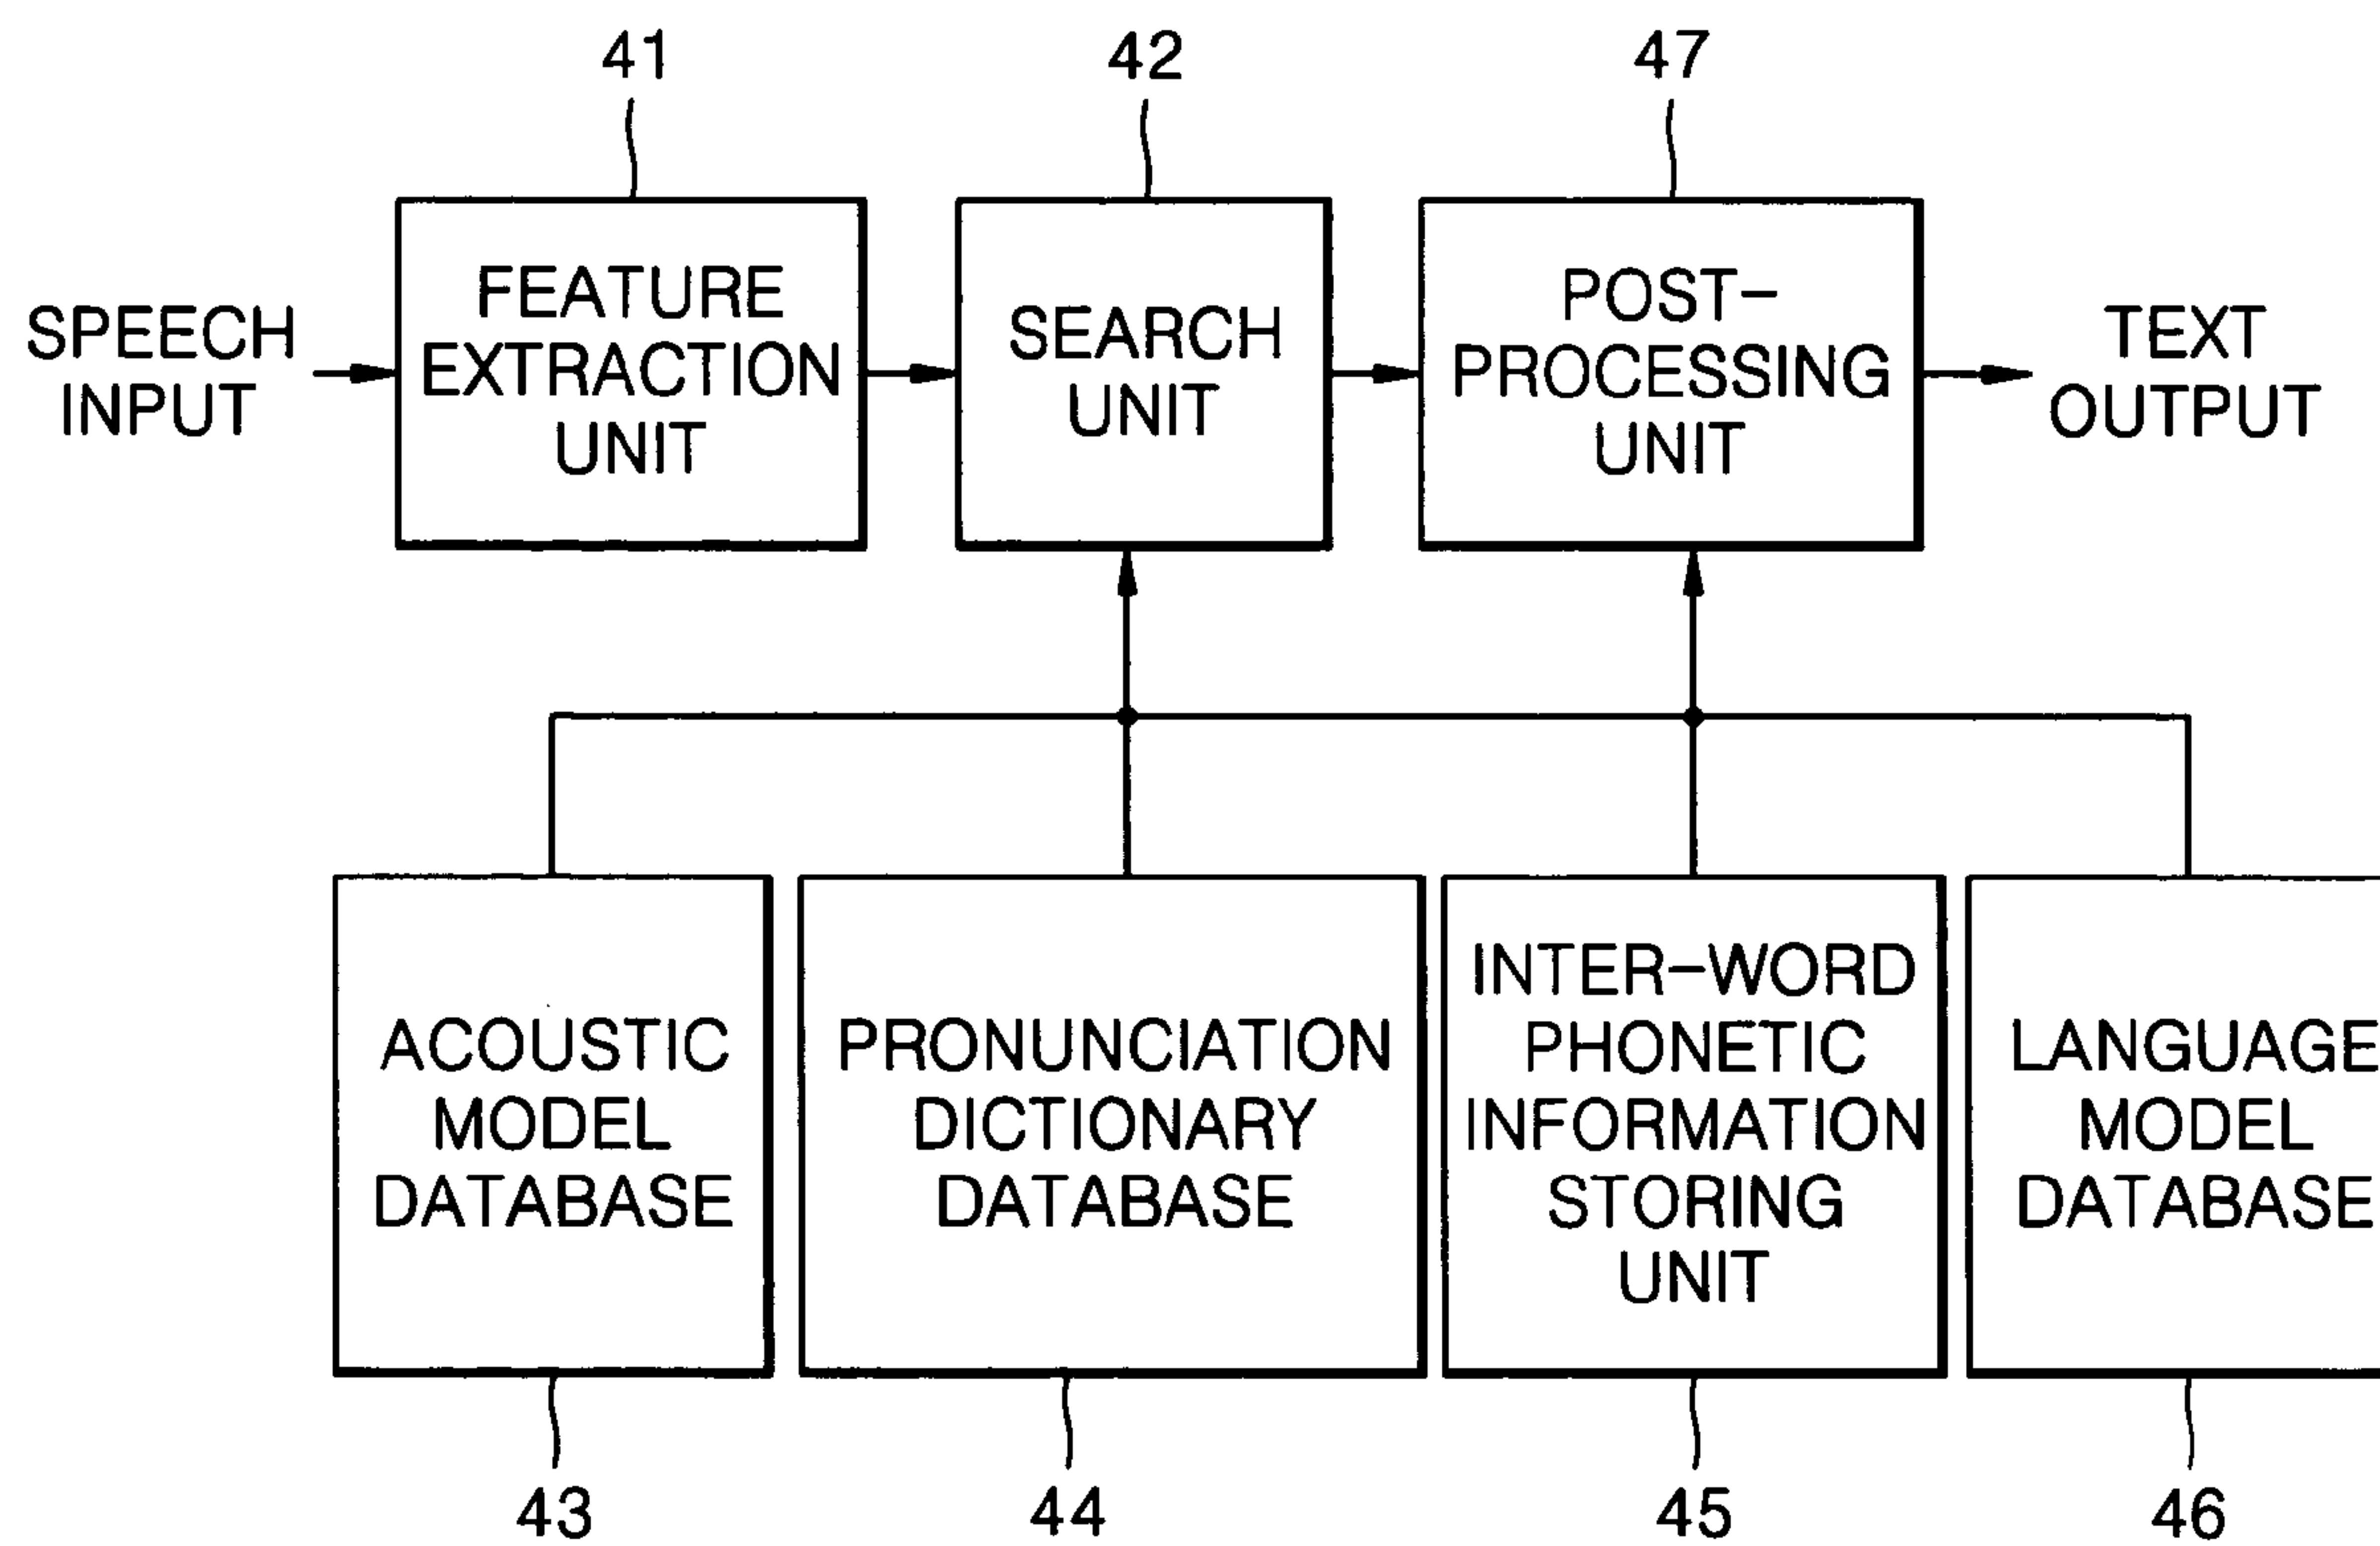 41
42
47
SPEECH
INPUT
FEATURE
EXTRACTION
UNIT
SEARCH
UNIT
POST-
PROCESSING
UNIT
TEXT
OUTPUT
ACOUSTIC
MODEL
DATABASE
PRONUNCIATION
DICTIONARY
DATABASE
INTER-WORD
PHONETIC
INFORMATION
STORING
UNIT
LANGUAGE
MODEL
DATABASE
43
44
45
46